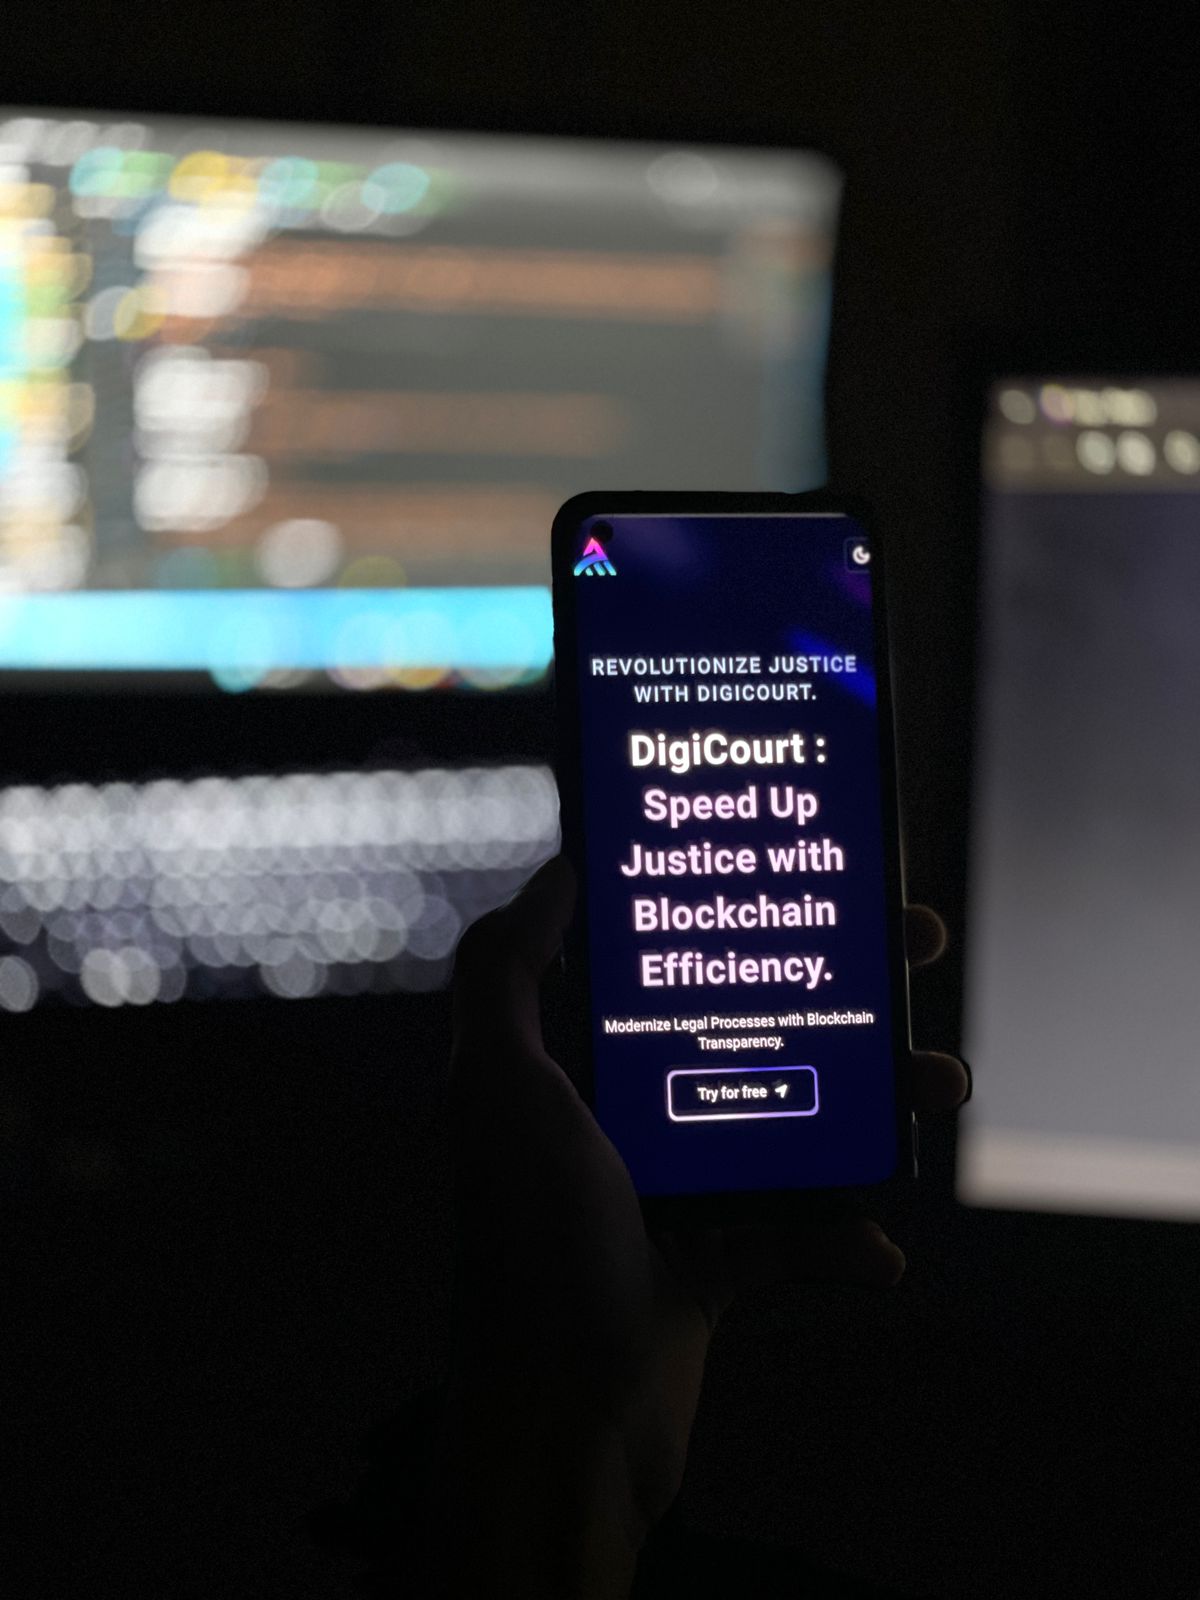 REVOLUTIONIZE JUSTICE
WITH DIGICOURT.
DigiCourt :
Speed Up
Justice with
Blockchain
Efficiency.
Modernize Legal Processes with Blockchain
Transparency.
Try for free